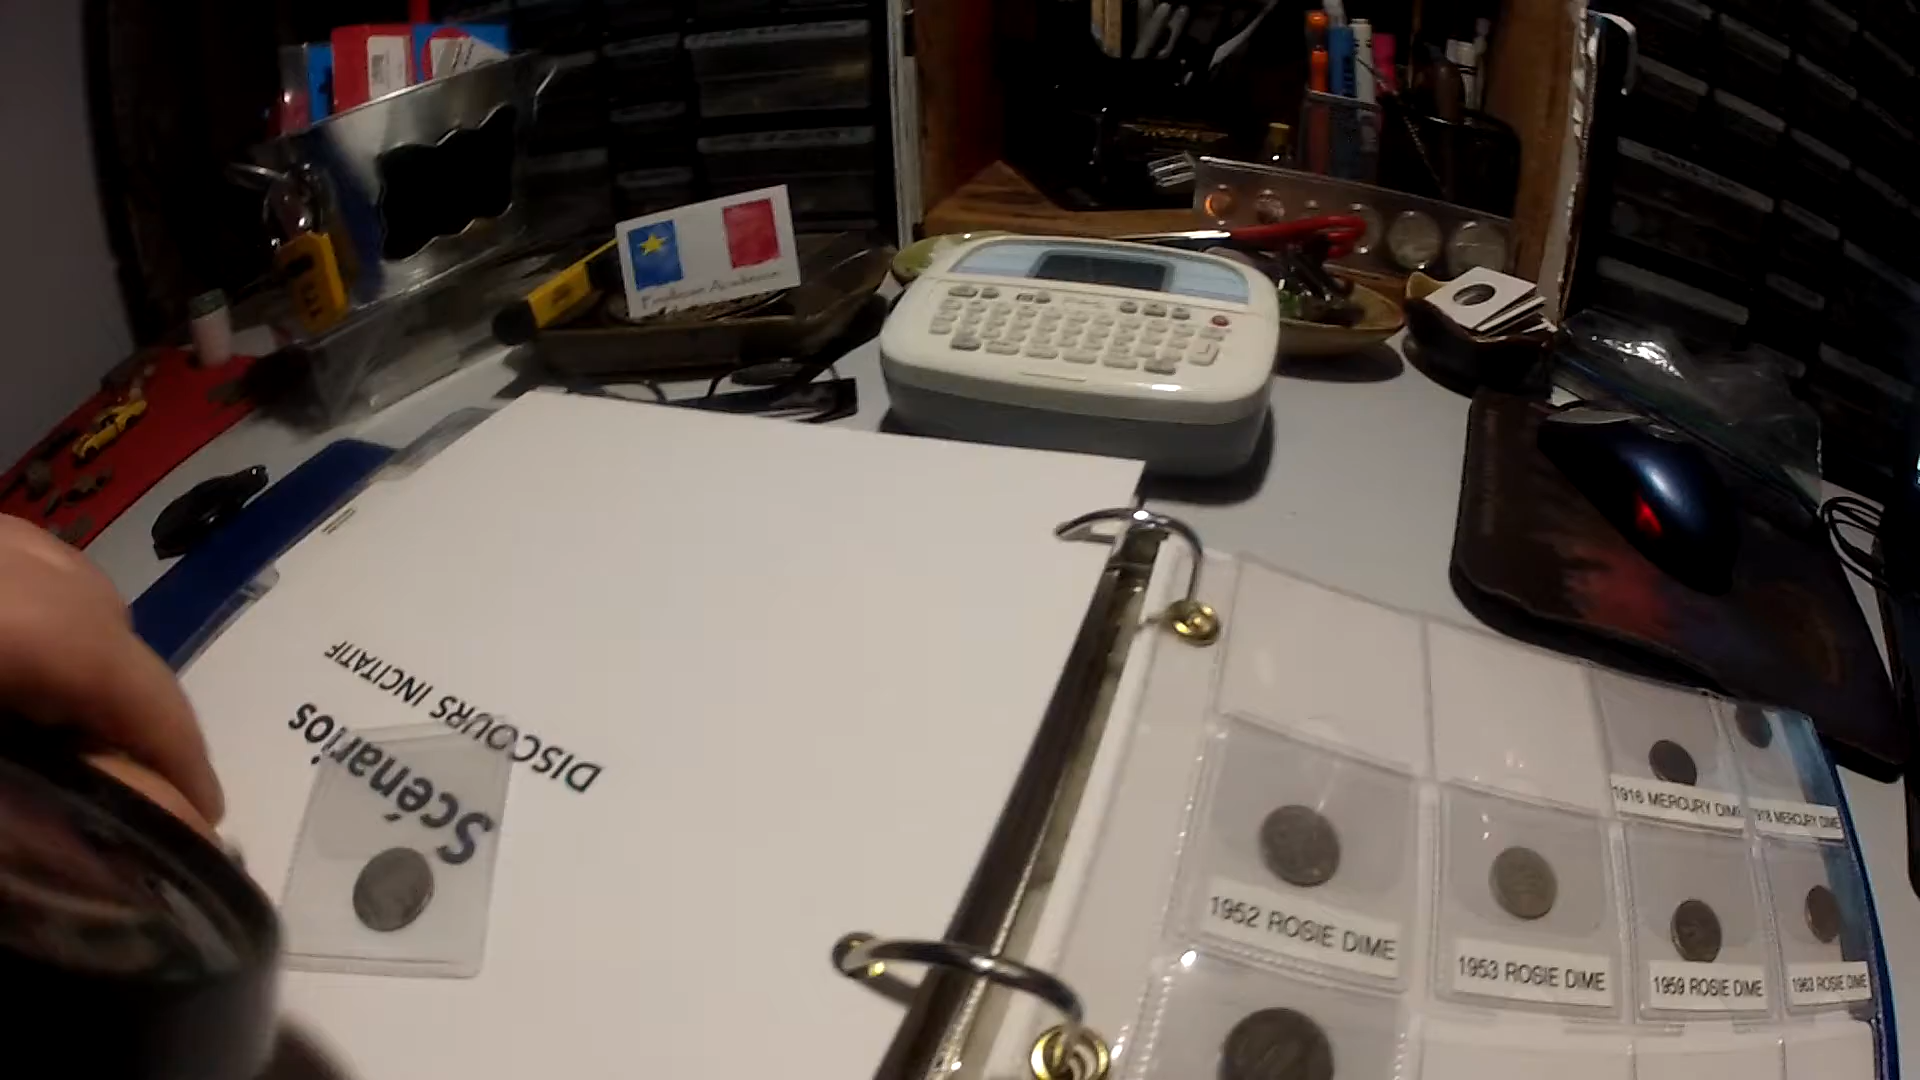 DISCOURS INCITATIF
Scénarios
1916 MERCURY DIME
1918 MERCURY DIME
1952 ROSIE DIME
1953 ROSIE DIME
1959 ROSIE DIME
1963 ROSIE DIME